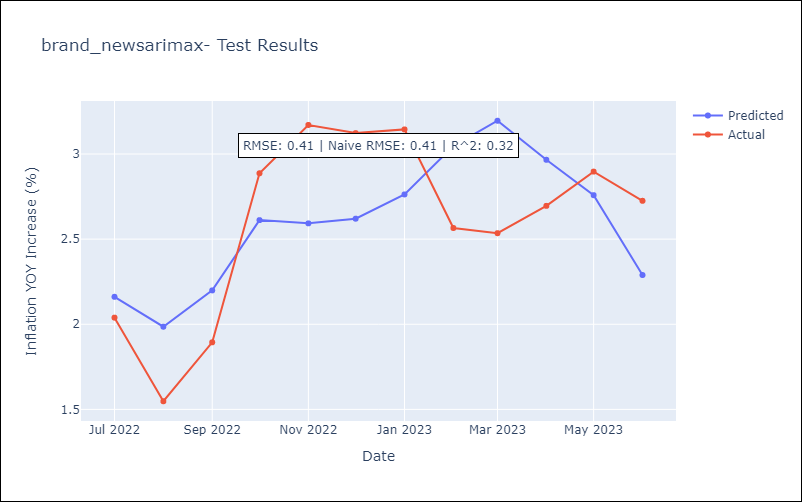 brand_newsarimax- Test Results
Predicted
Actual
RMSE: 0.41 | Naive RMSE: 0.41 | R^2: 0.32
Inflation YOY Increase (%)
3
2.5
2
1.5
Jul 2022
Sep 2022
Nov 2022
Jan 2023
Mar 2023
May 2023
Date